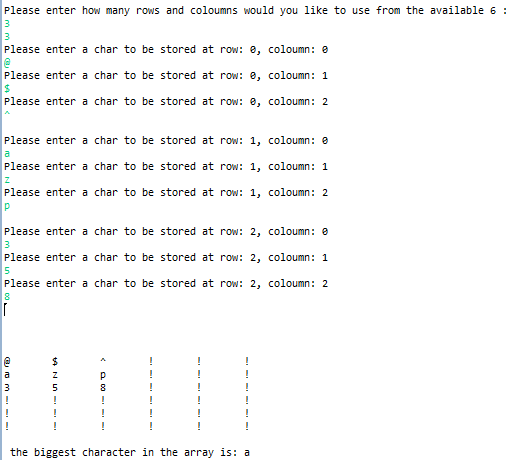 Please enter how many rows and coloumns would you like to use from the available 6 :
3
3
Please enter a char to be stored at row: 0, coloumn: 0
@
Please enter a char to be stored at row: 0, coloumn: 1
$
Please enter a char to be stored at row: 0, coloumn: 2
^
Please enter a char to be stored at row: 1, coloumn: 0
a
Please enter a char to be stored at row: 1, coloumn: 1
z
Please enter a char to be stored at row: 1, coloumn: 2
p
Please enter a char to be stored at row: 2, coloumn: 0
3
Please enter a char to be stored at row: 2, coloumn: 1
5
Please enter a char to be stored at row: 2, coloumn: 2
8
@ $ ^ ! ! !
a z p ! ! !
3 5 8 ! ! !
! ! ! ! ! !
! ! ! ! ! !
! ! ! ! ! !
the biggest character in the array is: a